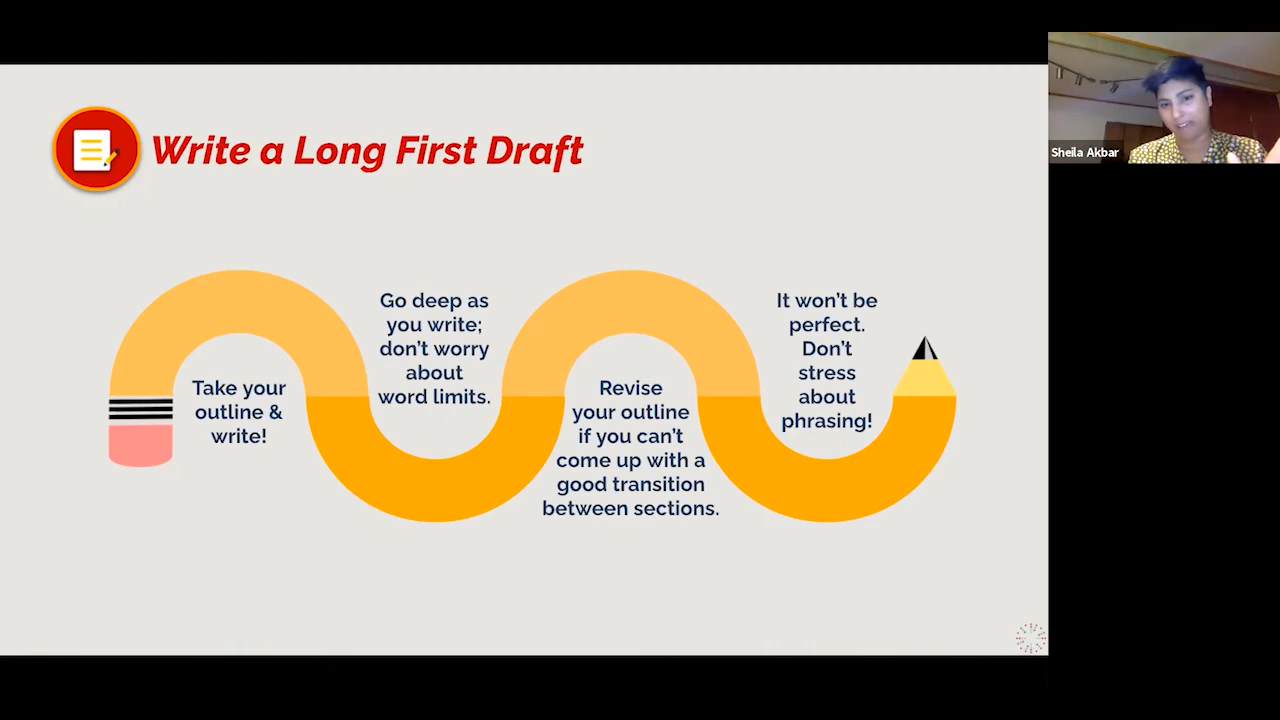 Write a Long First Draft
Take your
outline &
write!
Go deep as
you write;
don't worry
about
word limits.
Revise
your outline
if you can't
come up with a
good transition
between sections.
It won't be
perfect.
Don't
stress
about
phrasing!
Sheila Akbar